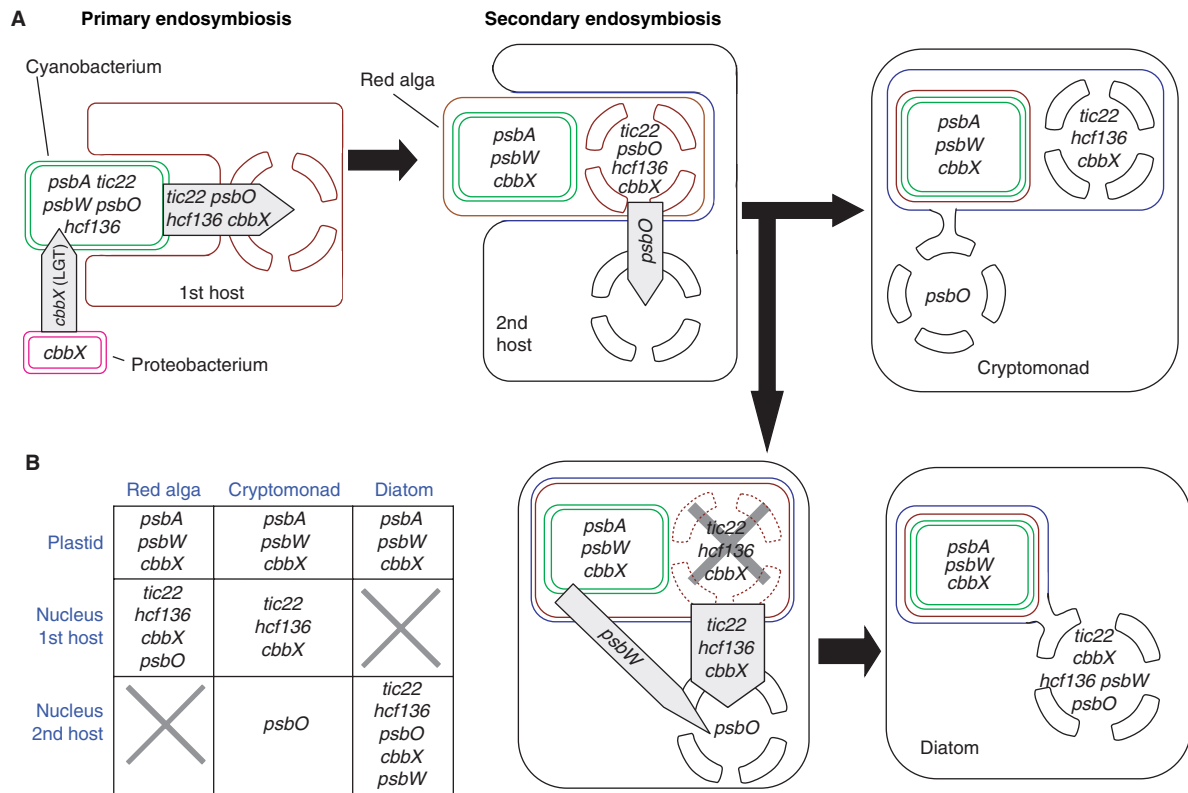 A
Primary endosymbiosis
Secondary endosymbiosis
Cyanobacterium
Red alga
psbA tic22
psbW psbO
hcf136
tic22 psbO
hcf136 cbbX
cbbX (LGT)
1st host
cbbX
Proteobacterium
psbA
psbW
cbbX
tic22
psbO
hcf136
cbbX
psbO
2nd
host
psbA
psbW
cbbX
tic22
hcf136
cbbX
psbO
Cryptomonad
B
Red alga
Cryptomonad
Diatom
Plastid
psbA
psbW
cbbX
psbA
psbW
cbbX
psbA
psbW
cbbX
Nucleus
1st host
tic22
hcf136
cbbX
psbO
tic22
hcf136
cbbX
Nucleus
2nd host
psbO
tic22
hcf136
psbO
cbbX
psbW
psbA
psbW
cbbX
tic22
hcf136
cbbX
psbW
tic22
hcf136
cbbX
psbO
psbA
psbW
cbbX
tic22
cbbX
hcf136 psbW
psbO
Diatom